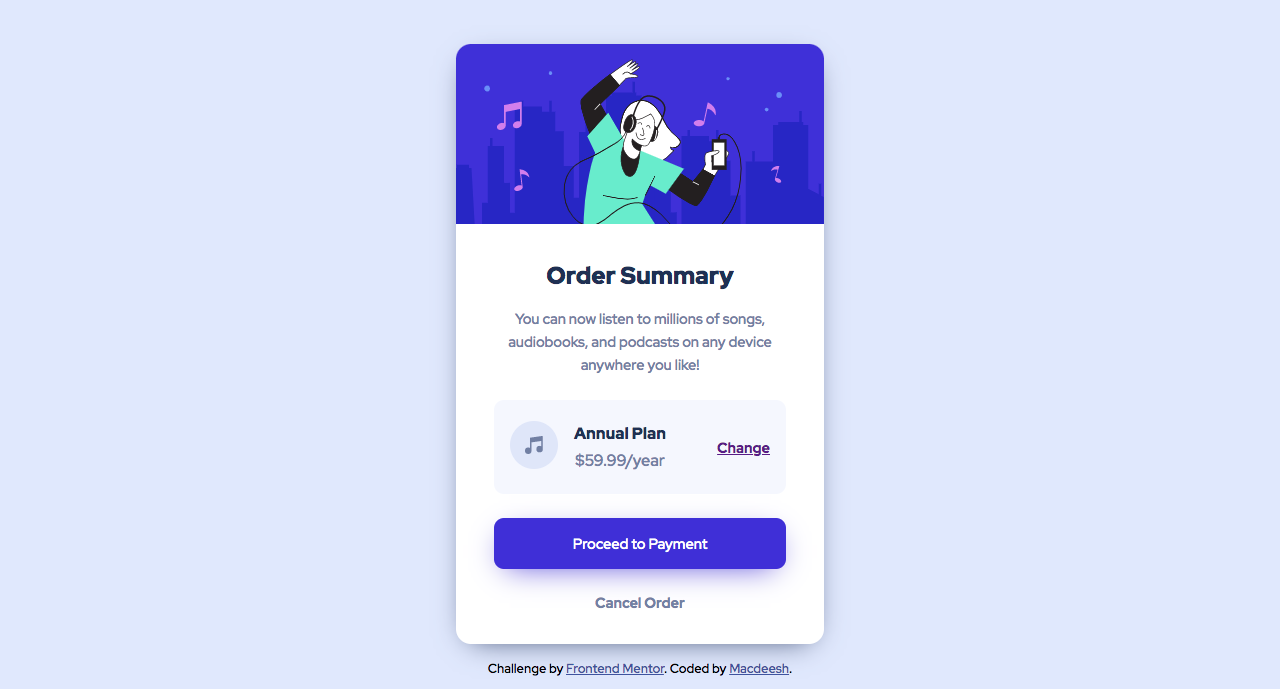 Order Summary
You can now listen to millions of songs,
audiobooks, and podcasts on any device
anywhere you like!
Annual Plan
$59.99/year
Change
Proceed to Payment
Cancel Order
Challenge by Frontend Mentor. Coded by Macdeesh.